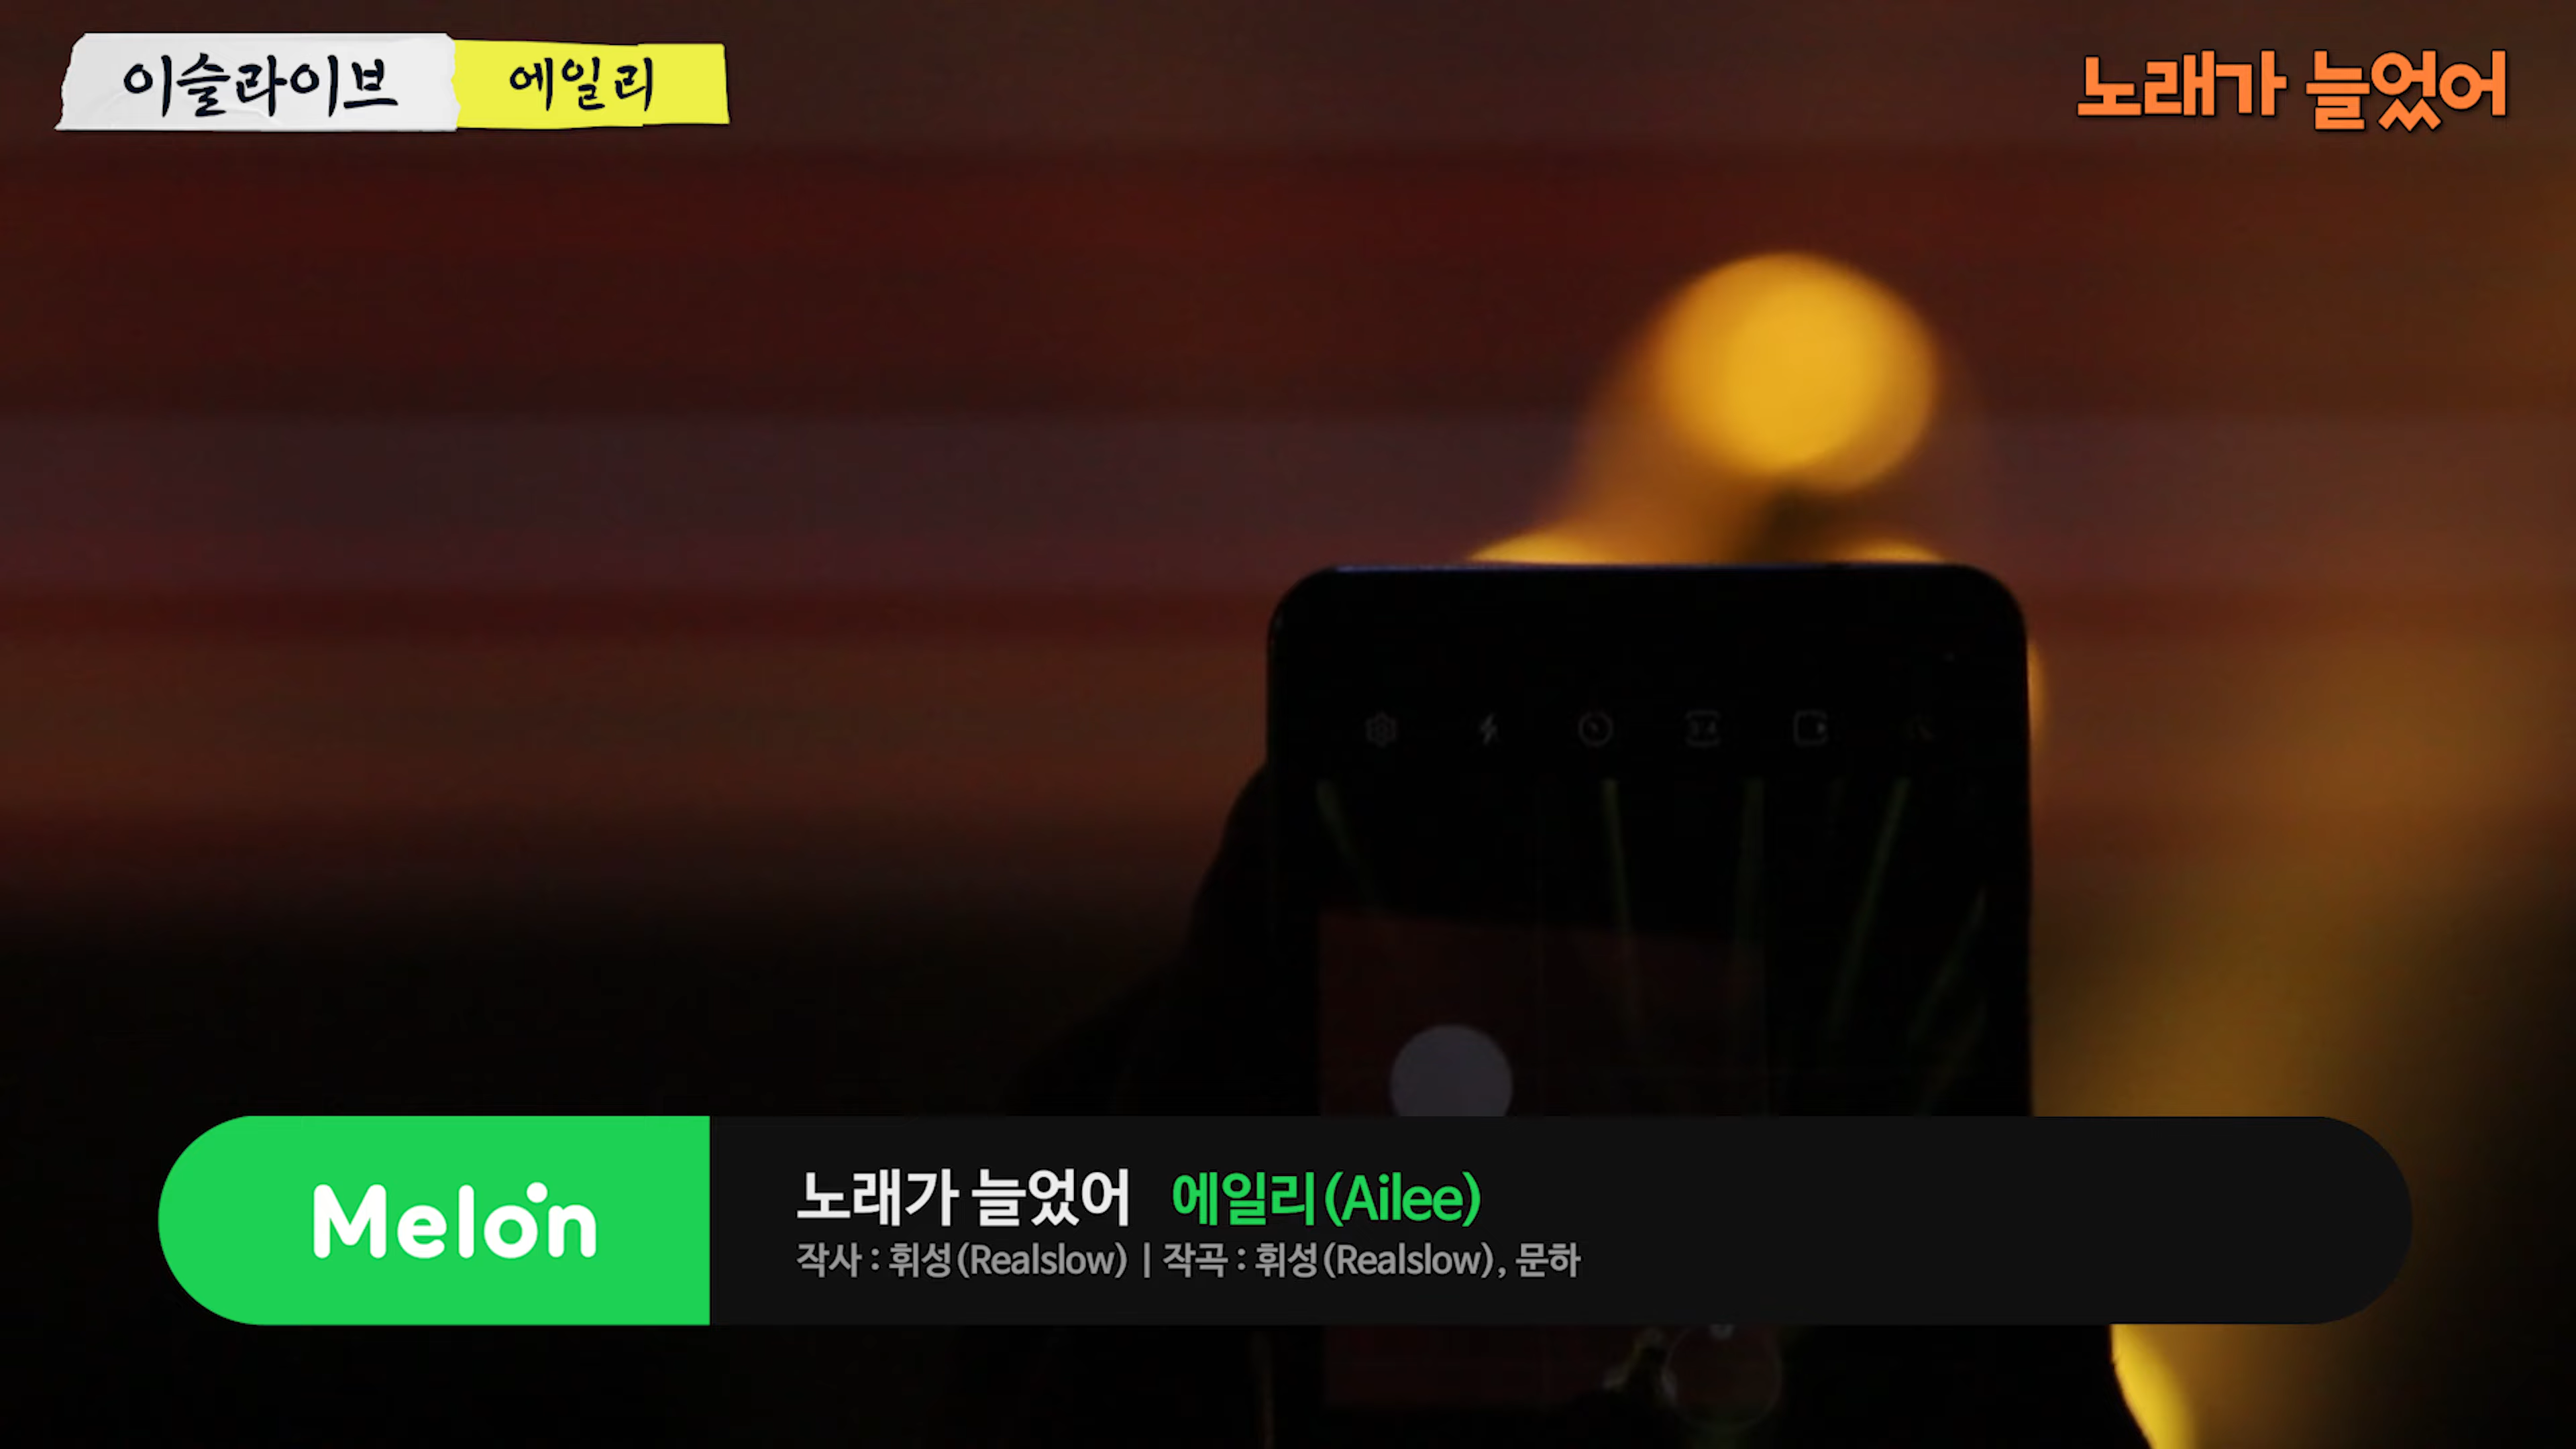 이슬라이브 에일리
노래가 늘었어
Melon
노래가 늘었어 에일리(Ailee)
작사 : 휘성(Realslow) | 작곡 : 휘성(Realslow), 문하